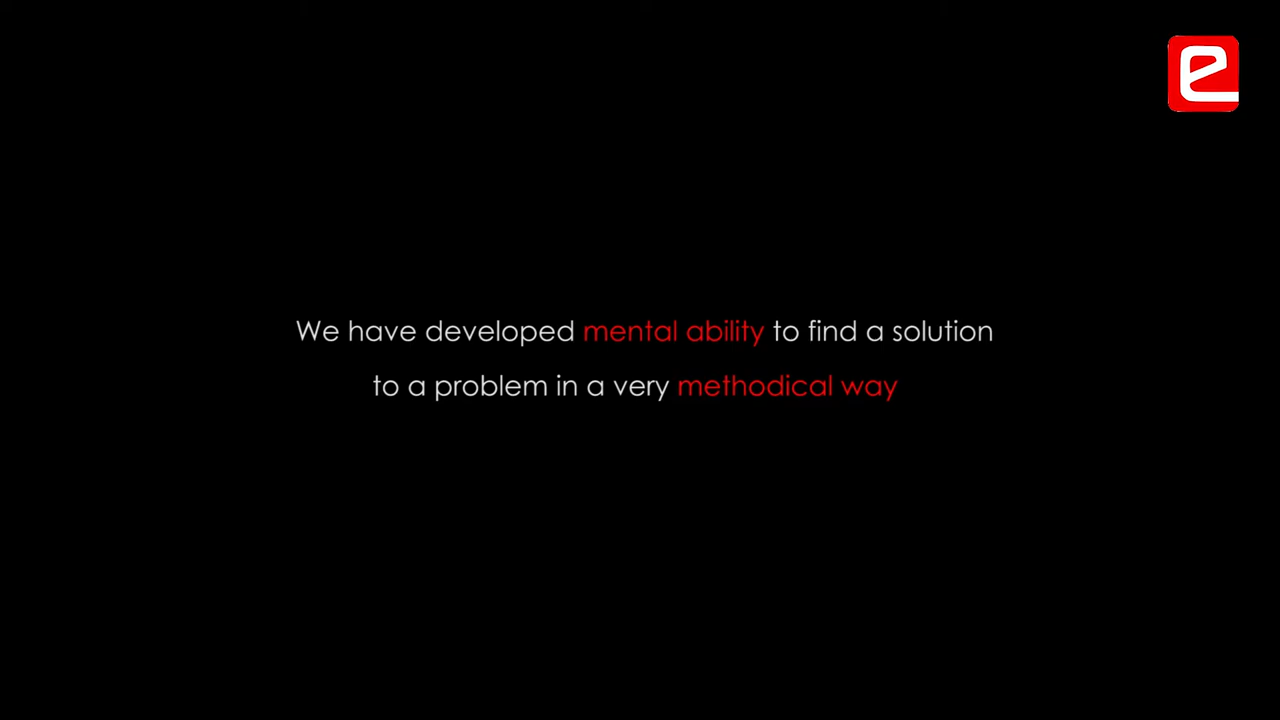 e
We have developed mental ability to find a solution
to a problem in a very methodical way